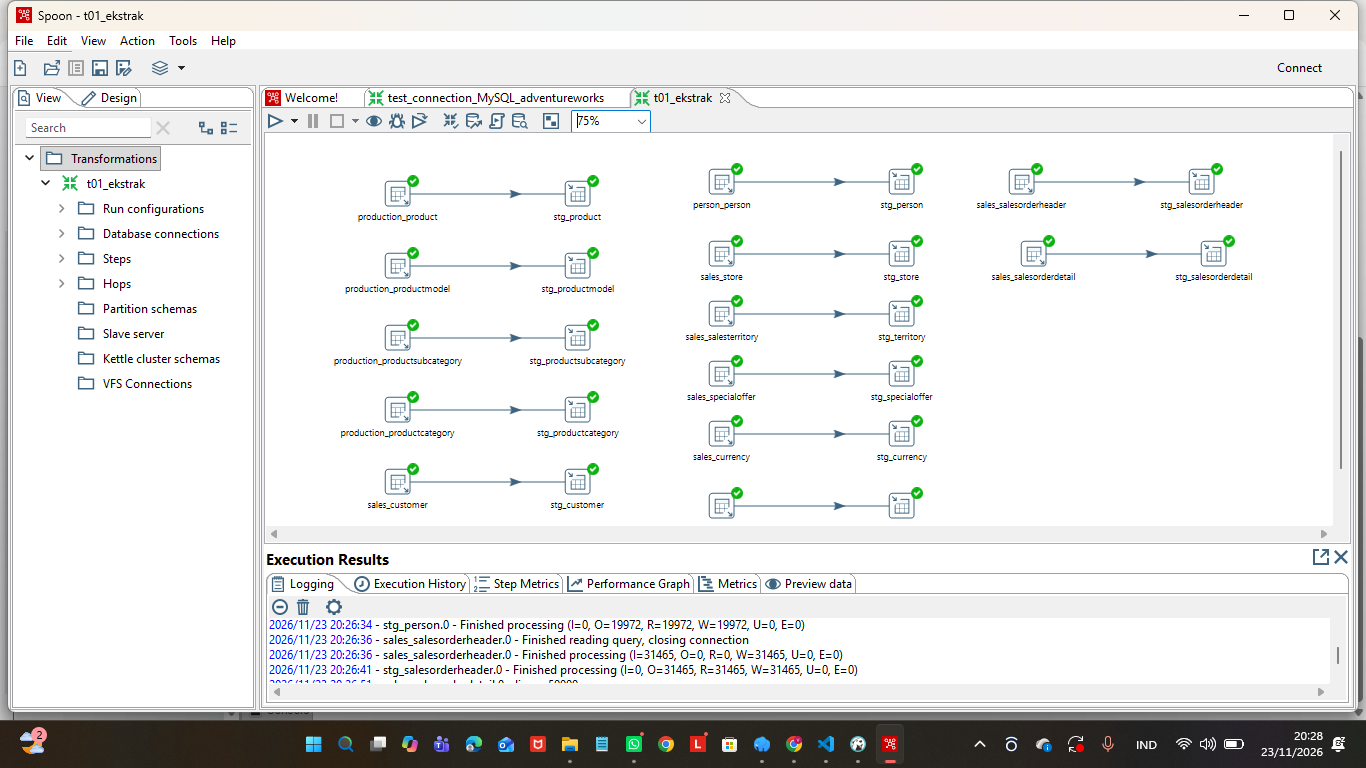 Spoon - t01_ekstrak
File Edit View Action Tools Help
Connect
View Design
Search
Transformations
t01_ekstrak
Run configurations
Database connections
Steps
Hops
Partition schemas
Slave server
Kettle cluster schemas
VFS Connections
Welcome! test_connection_MySQL_adventureworks t01_ekstrak
75%
production_product stg_product
production_productmodel stg_productmodel
production_productsubcategory stg_productsubcategory
production_productcategory stg_productcategory
sales_customer stg_customer
person_person stg_person
sales_store stg_store
sales_salesterritory stg_territory
sales_specialoffer stg_specialoffer
sales_currency stg_currency
sales_salesorderheader stg_salesorderheader
sales_salesorderdetail stg_salesorderdetail
Execution Results
Logging Execution History Step Metrics Performance Graph Metrics Preview data
2026/11/23 20:26:34 - stg_person.0 - Finished processing (I=0, O=19972, R=19972, W=19972, U=0, E=0)
2026/11/23 20:26:36 - sales_salesorderheader.0 - Finished reading query, closing connection
2026/11/23 20:26:36 - sales_salesorderheader.0 - Finished processing (I=31465, O=0, R=0, W=31465, U=0, E=0)
2026/11/23 20:26:41 - stg_salesorderheader.0 - Finished processing (I=0, O=31465, R=31465, W=31465, U=0, E=0)
2
IND
20:28
23/11/2026